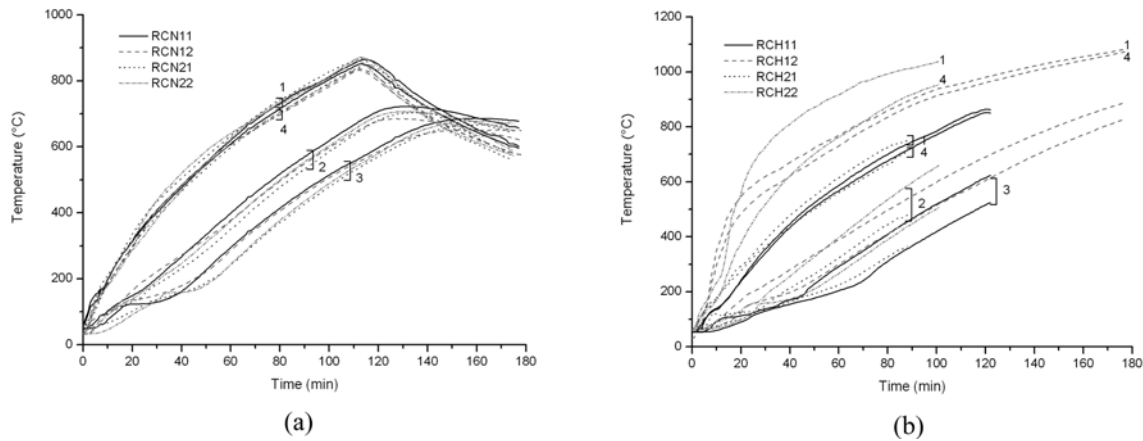 1000
800
600
400
200
0
Temperature (°C)
RCN11
RCN12
RCN21
RCN22
1
4
2
3
0 20 40 60 80 100 120 140 160 180
Time (min)
(a)
1200
1000
800
600
400
200
0
Temperature (°C)
RCH11
RCH12
RCH21
RCH22
1
4
1
4
1
4
2
3
0 20 40 60 80 100 120 140 160 180
Time (min)
(b)